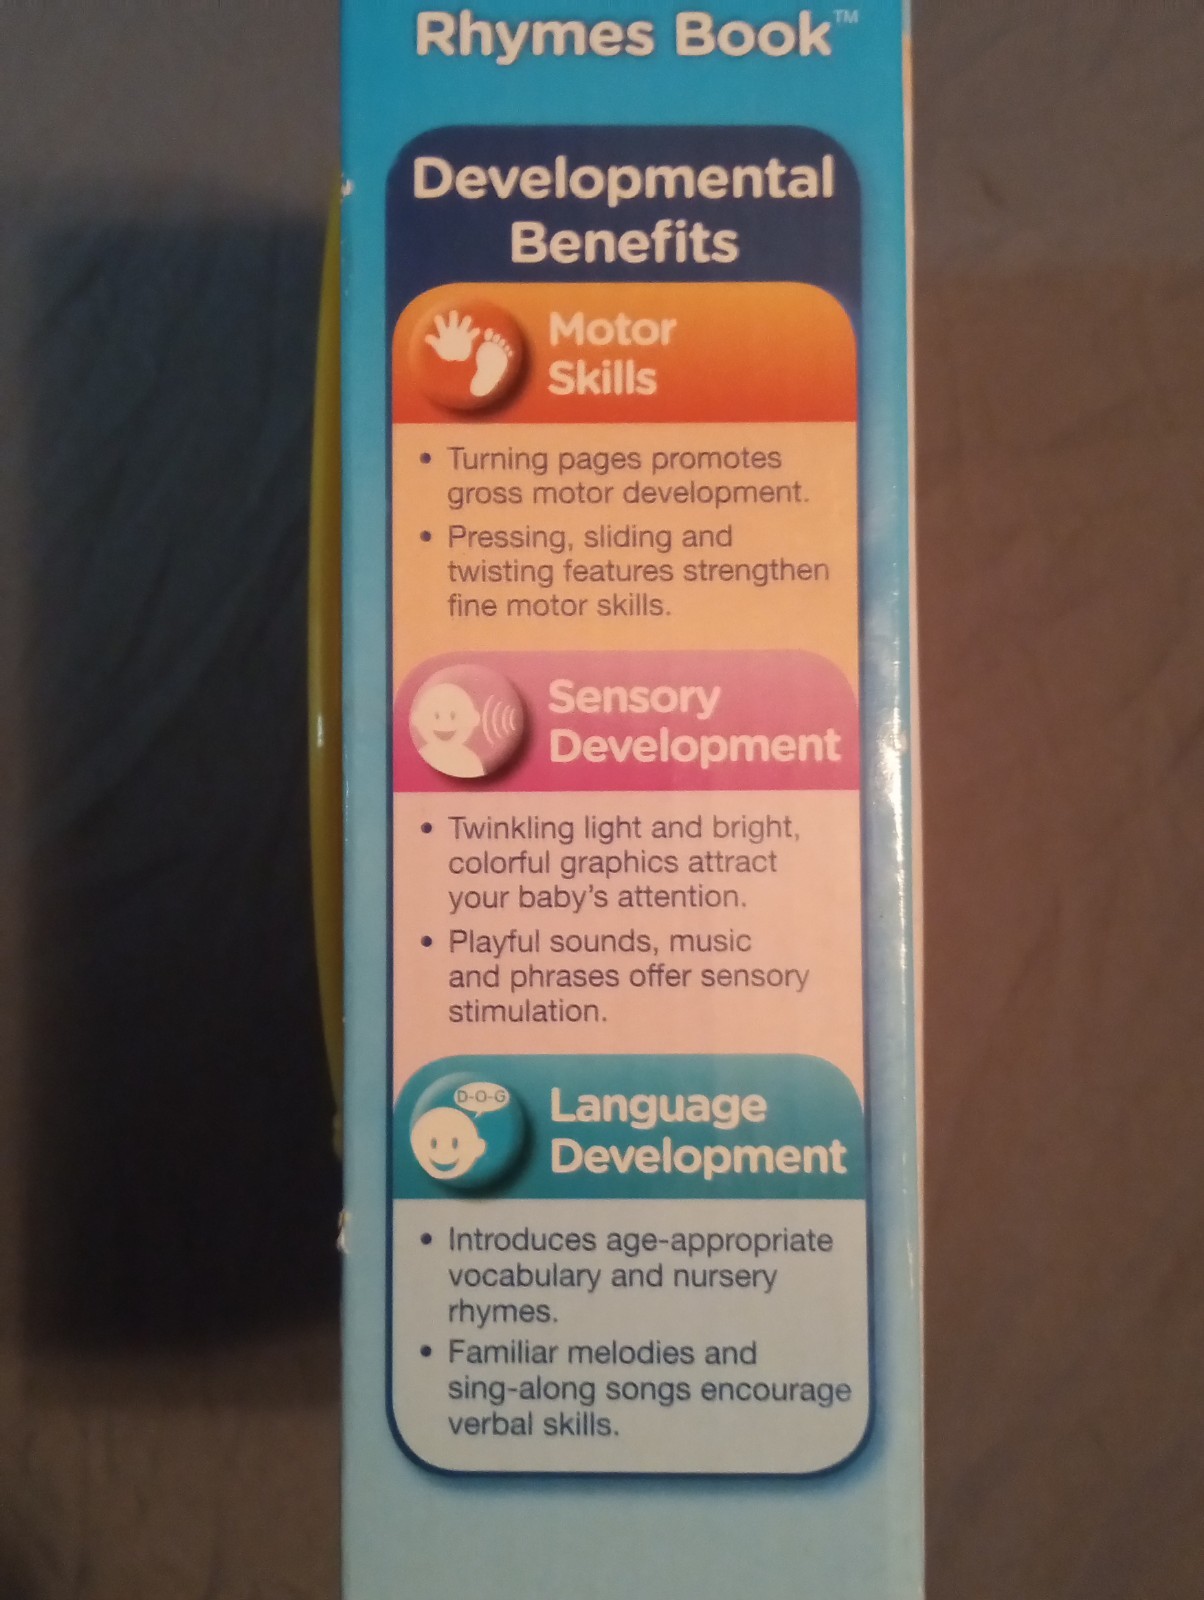 Rhymes Book™
Developmental
Benefits
Motor
Skills
• Turning pages promotes
gross motor development.
• Pressing, sliding and
twisting features strengthen
fine motor skills.
Sensory
Development
• Twinkling light and bright,
colorful graphics attract
your baby's attention.
• Playful sounds, music
and phrases offer sensory
stimulation.
D-O-G
Language
Development
• Introduces age-appropriate
vocabulary and nursery
rhymes.
• Familiar melodies and
sing-along songs encourage
verbal skills.